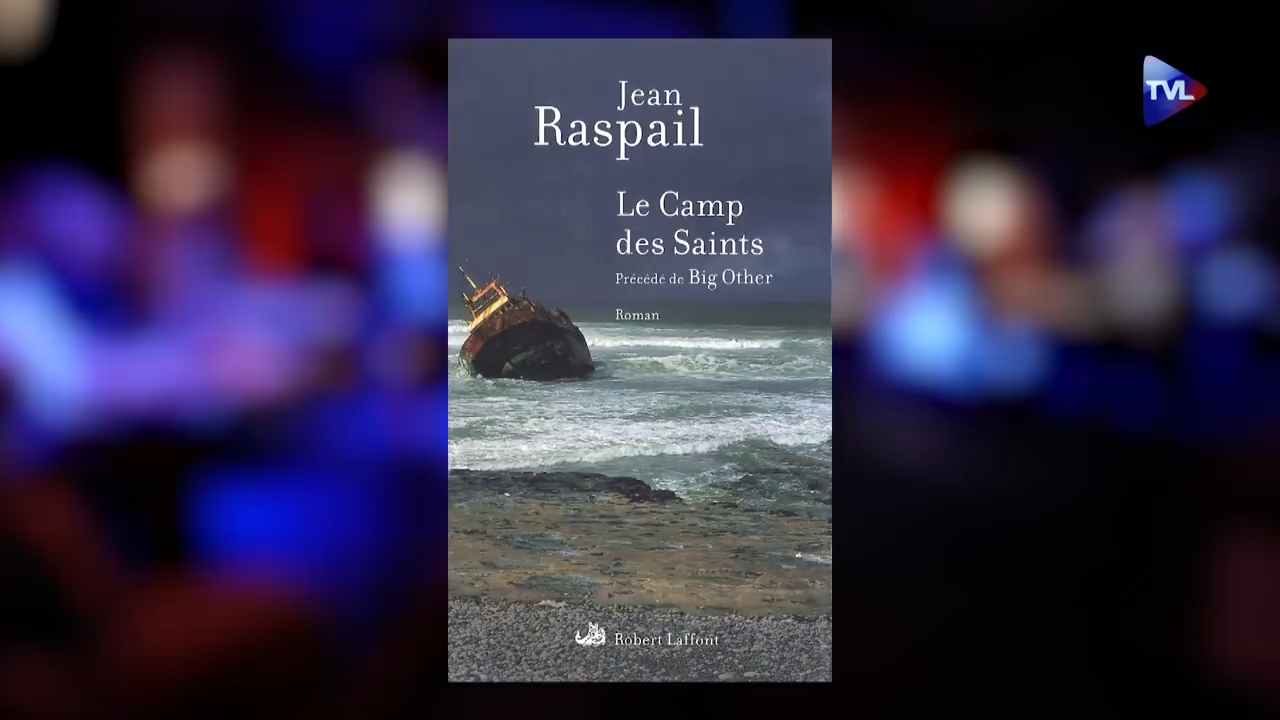 Jean
Raspail
Le Camp
des Saints
Précédé de Big Other
Roman
Robert Laffont
TVL